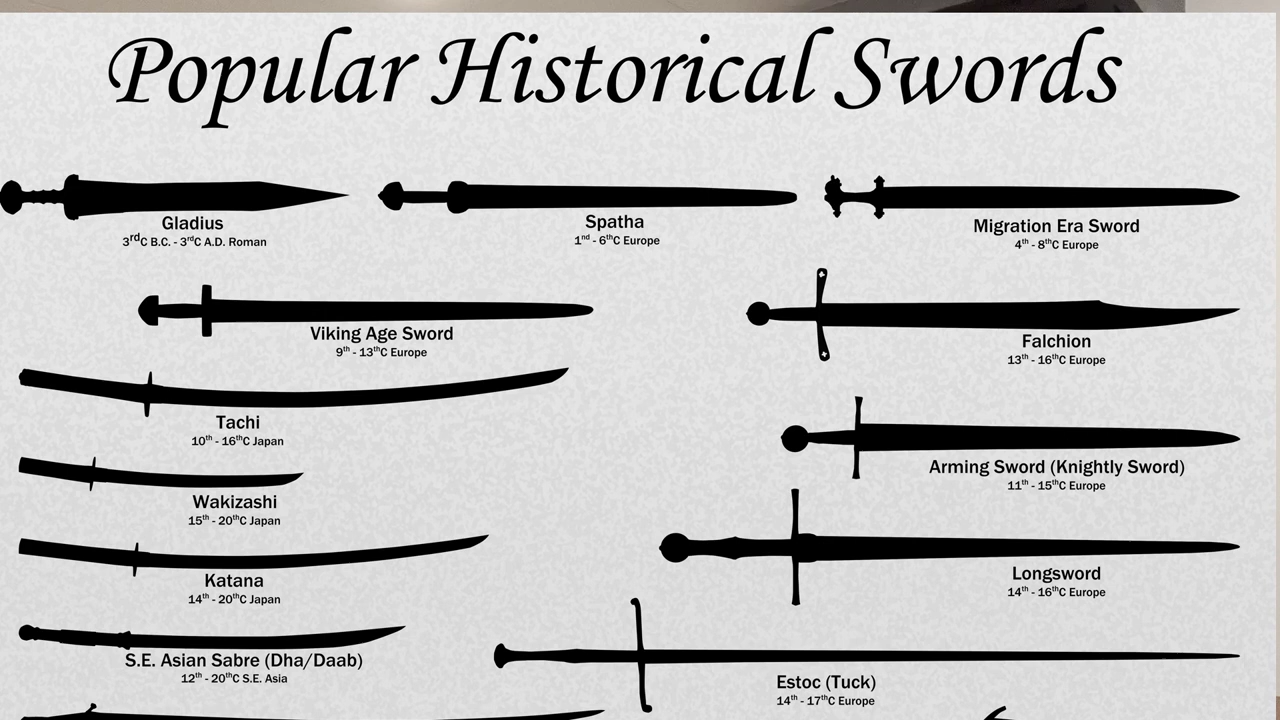 Popular Historical Swords
Gladius
3rdC B.C. - 3rdC A.D. Roman
Spatha
1nd - 6thC Europe
Migration Era Sword
4th - 8thC Europe
Viking Age Sword
9th - 13thC Europe
Falchion
13th - 16thC Europe
Tachi
10th - 16thC Japan
Arming Sword (Knightly Sword)
11th - 15thC Europe
Wakizashi
15th - 20thC Japan
Longsword
14th - 16thC Europe
Katana
14th - 20thC Japan
S.E. Asian Sabre (Dha/Daab)
12th - 20thC S.E. Asia
Estoc (Tuck)
14th - 17thC Europe